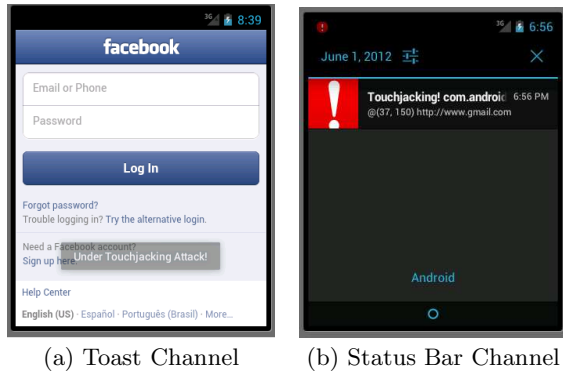 3G 8:39
facebook
Email or Phone
Password
Log In
Forgot password?
Trouble logging in? Try the alternative login.
Need a Facebook account?
Sign up here.
Under Touchjacking Attack!
Help Center
English (US) · Español · Português (Brasil) · More...
(a) Toast Channel
3G 6:56
June 1, 2012
Touchjacking! com.android 6:56 PM
@(37, 150) http://www.gmail.com
Android
(b) Status Bar Channel